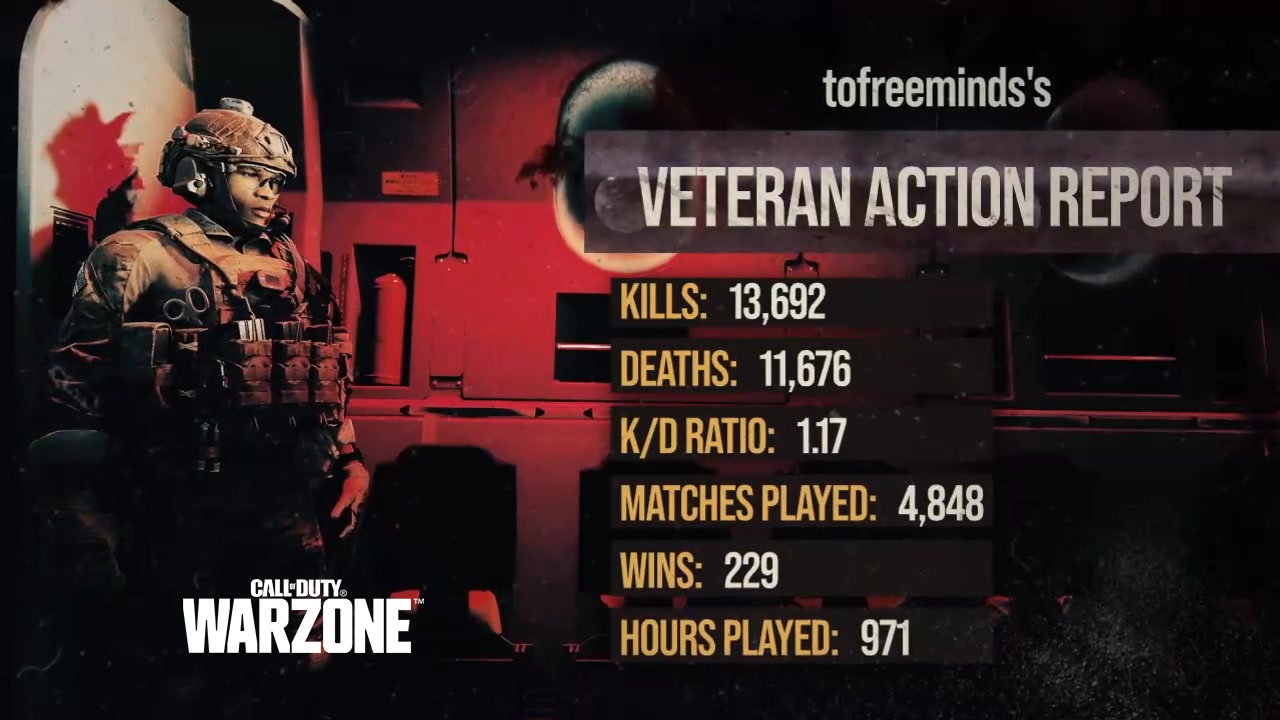 tofreeminds's
VETERAN ACTION REPORT
KILLS: 13,692
DEATHS: 11,676
K/D RATIO: 1.17
MATCHES PLAYED: 4,848
WINS: 229
HOURS PLAYED: 971
CALL OF DUTY®
WARZONE™